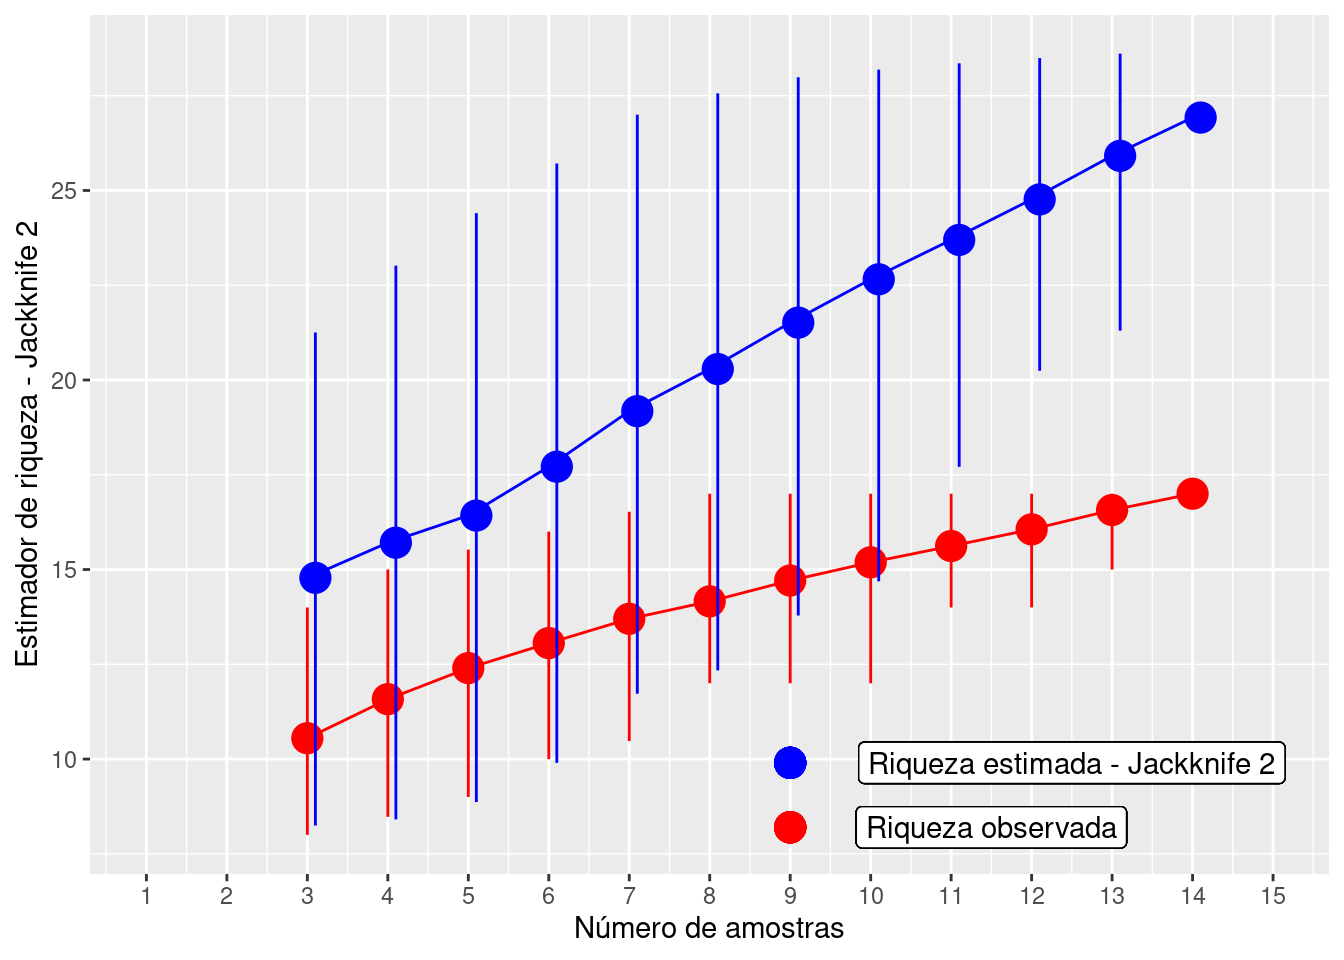 Estimador de riqueza - Jackknife 2
25
20
15
10
Riqueza estimada - Jackknife 2
Riqueza observada
1 2 3 4 5 6 7 8 9 10 11 12 13 14 15
Número de amostras